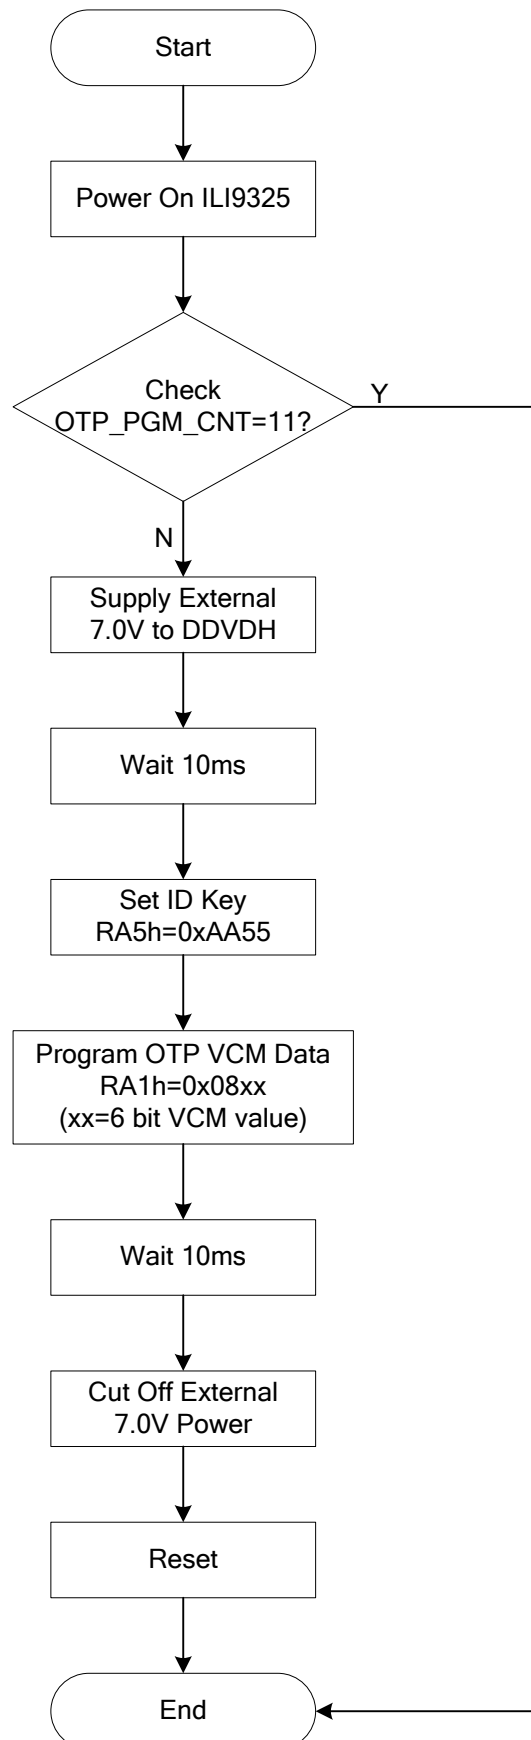 Start
Power On ILI9325
Check
OTP_PGM_CNT=11?
Y
N
Supply External
7.0V to DDVDH
Wait 10ms
Set ID Key
RA5h=0xAA55
Program OTP VCM Data
RA1h=0x08xx
(xx=6 bit VCM value)
Wait 10ms
Cut Off External
7.0V Power
Reset
End